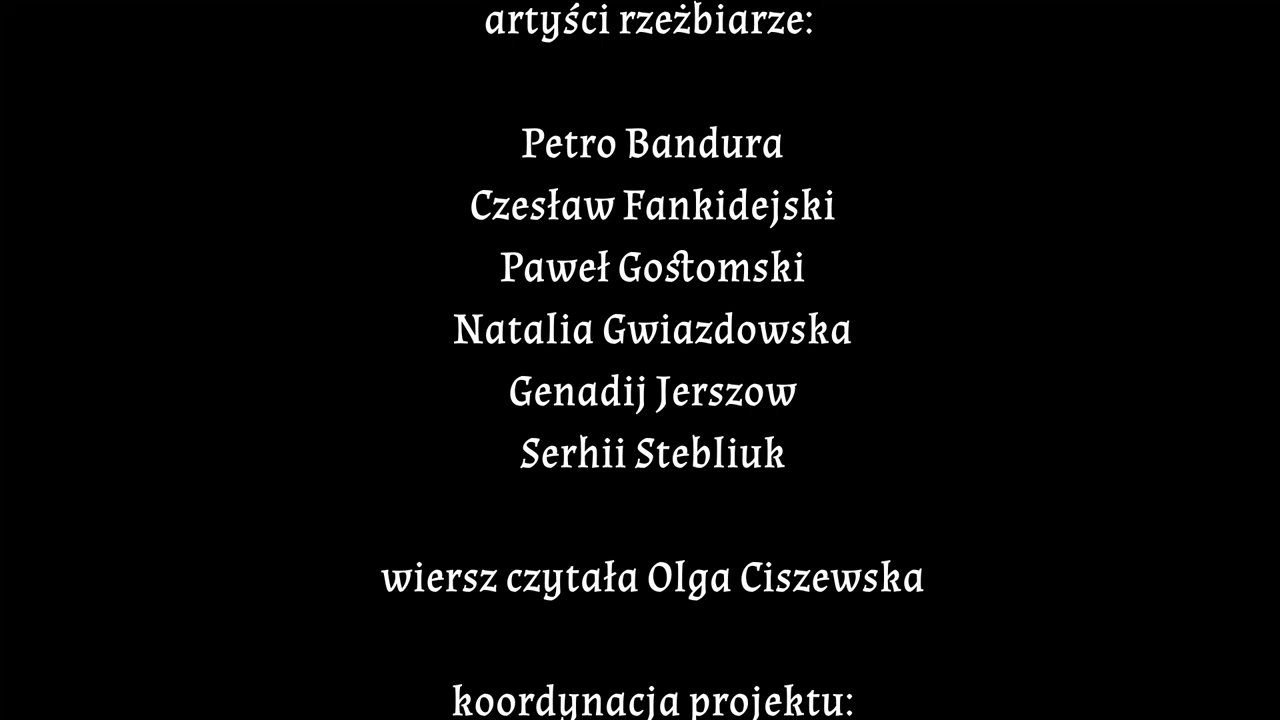 artyści rzeżbiarze:
Petro Bandura
Czesław Fankidejski
Paweł Gostomski
Natalia Gwiazdowska
Genadij Jerszow
Serhii Stebliuk
wiersz czytała Olga Ciszewska
koordynacja projektu: